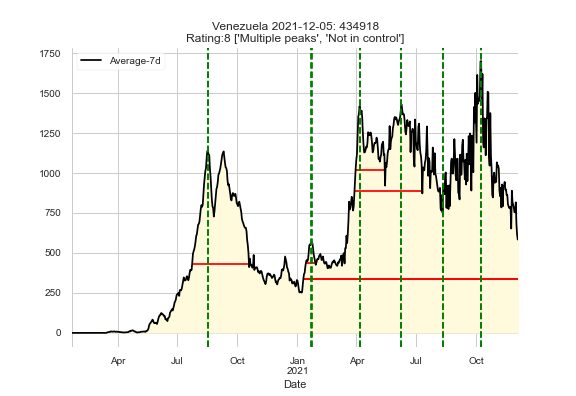 Venezuela 2021-12-05: 434918
Rating:8 ['Multiple peaks', 'Not in control']
Average-7d
1750
1500
1250
1000
750
500
250
0
Apr Jul Oct Jan Apr Jul Oct
2021
Date